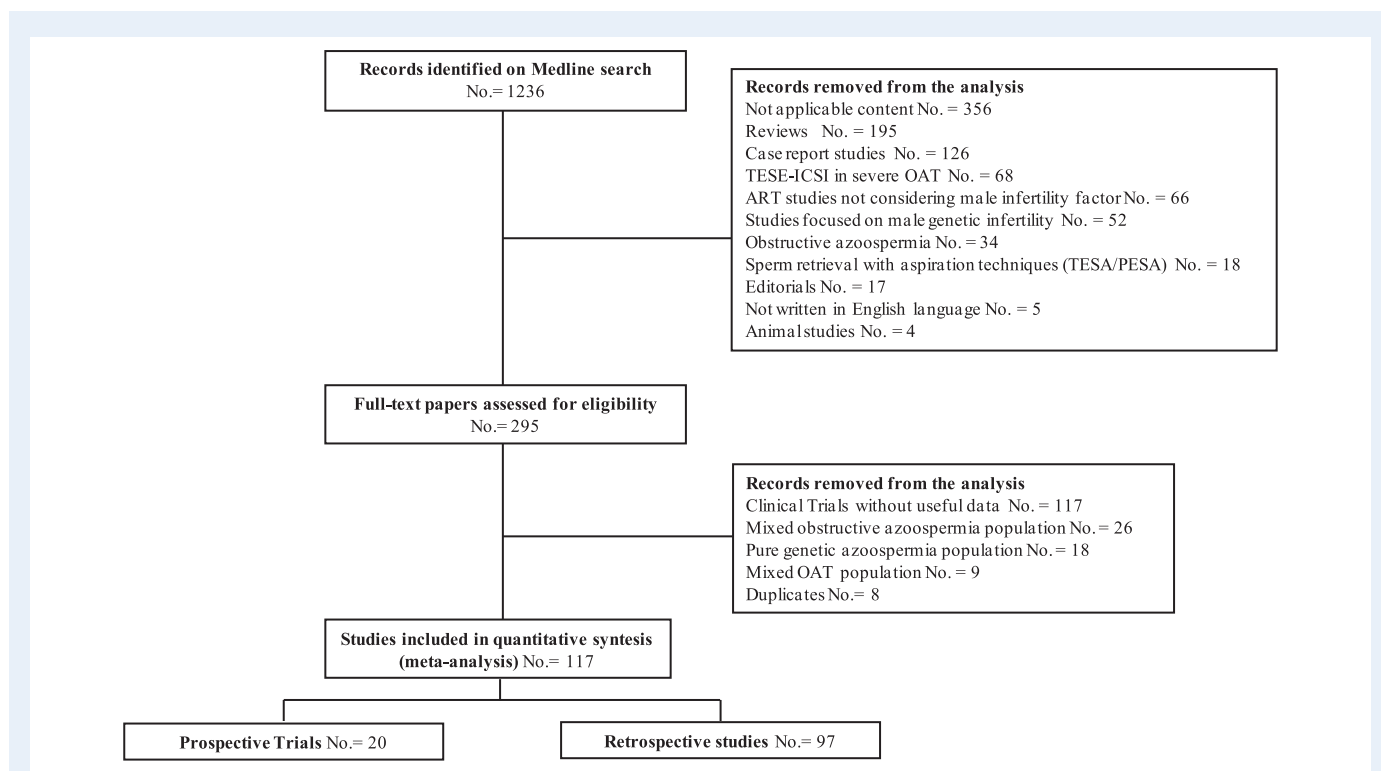 Records identified on Medline search
No.= 1236
Records removed from the analysis
Not applicable content No. = 356
Reviews No. = 195
Case report studies No. = 126
TESE-ICSI in severe OAT No. = 68
ART studies not considering male infertility factor No. = 66
Studies focused on male genetic infertility No. = 52
Obstructive azoospermia No. = 34
Sperm retrieval with aspiration techniques (TESA/PESA) No. = 18
Editorials No. = 17
Not written in English language No. = 5
Animal studies No. = 4
Full-text papers assessed for eligibility
No.= 295
Records removed from the analysis
Clinical Trials without useful data No. = 117
Mixed obstructive azoospermia population No. = 26
Pure genetic azoospermia population No. = 18
Mixed OAT population No. = 9
Duplicates No.= 8
Studies included in quantitative syntesis
(meta-analysis) No.= 117
Prospective Trials No.= 20
Retrospective studies No.= 97